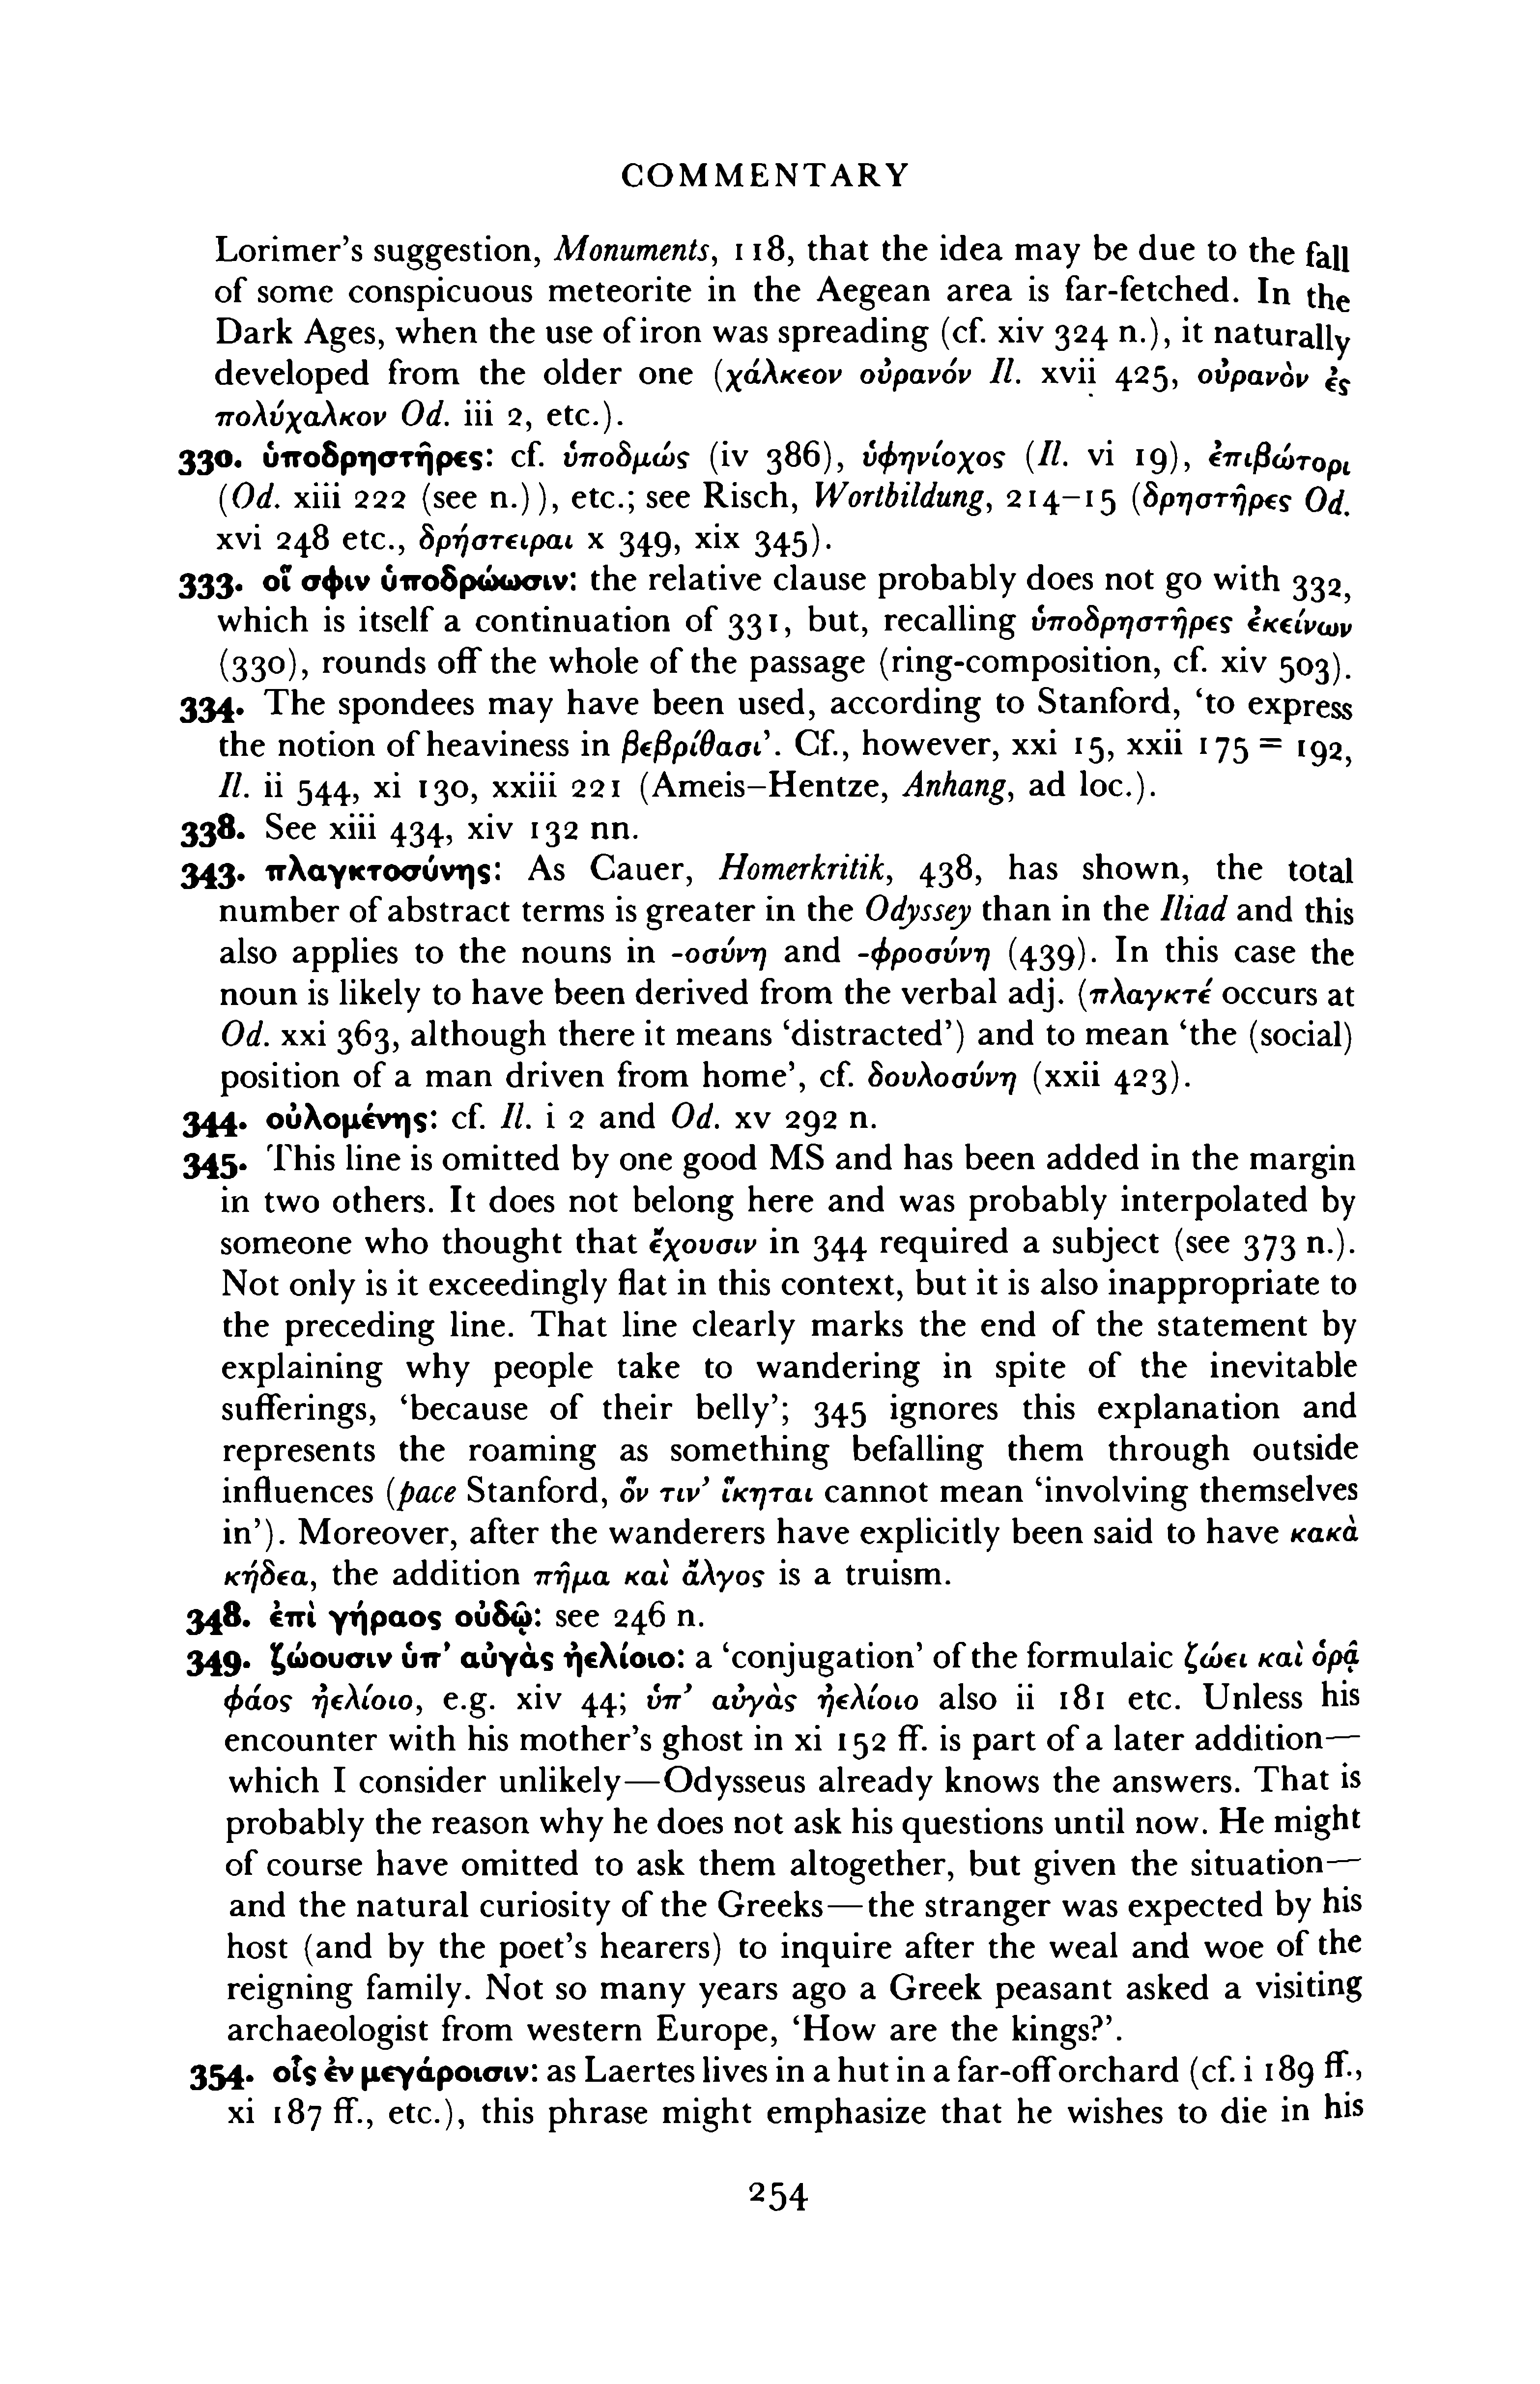 COMMENTARY
Lorimer’s suggestion, Monuments, 118, that the idea may be due to the fall
of some conspicuous meteorite in the Aegean area is far-fetched. In the
Dark Ages, when the use of iron was spreading (cf. xiv 324 n.), it naturally
developed from the older one (χάλκεον οὐρανόν Il. xvii 425, οὐρανὸν ἐς
πολύχαλκον Od. iii 2, etc.).
330. ὑποδρηστῆρες: cf. ὑποδμώς (iv 386), ὑφηνίοχος (Il. vi 19), ἐπιβώτορι
(Od. xiii 222 (see n.)), etc.; see Risch, Wortbildung, 214–15 (δρηστῆρες Od.
xvi 248 etc., δρήστειραι x 349, xix 345).
333. οἵ σφιν ὑποδρώωσιν: the relative clause probably does not go with 332,
which is itself a continuation of 331, but, recalling ὑποδρηστῆρες ἐκείνων
(330), rounds off the whole of the passage (ring-composition, cf. xiv 503).
334. The spondees may have been used, according to Stanford, ‘to express
the notion of heaviness in βεβρίθασι’. Cf., however, xxi 15, xxii 175 = 192,
Il. ii 544, xi 130, xxiii 221 (Ameis–Hentze, Anhang, ad loc.).
338. See xiii 434, xiv 132 nn.
343. πλαγκτοσύνης: As Cauer, Homerkritik, 438, has shown, the total
number of abstract terms is greater in the Odyssey than in the Iliad and this
also applies to the nouns in -οσύνη and -φροσύνη (439). In this case the
noun is likely to have been derived from the verbal adj. (πλαγκτέ occurs at
Od. xxi 363, although there it means ‘distracted’) and to mean ‘the (social)
position of a man driven from home’, cf. δουλοσύνη (xxii 423).
344. οὐλομένης: cf. Il. i 2 and Od. xv 292 n.
345. This line is omitted by one good MS and has been added in the margin
in two others. It does not belong here and was probably interpolated by
someone who thought that ἔχουσιν in 344 required a subject (see 373 n.).
Not only is it exceedingly flat in this context, but it is also inappropriate to
the preceding line. That line clearly marks the end of the statement by
explaining why people take to wandering in spite of the inevitable
sufferings, ‘because of their belly’; 345 ignores this explanation and
represents the roaming as something befalling them through outside
influences (pace Stanford, ὅν τιν’ ἵκηται cannot mean ‘involving themselves
in’). Moreover, after the wanderers have explicitly been said to have κακὰ
κήδεα, the addition πῆμα καὶ ἄλγος is a truism.
348. ἐπὶ γήραος οὐδῷ: see 246 n.
349. ζώουσιν ὑπ’ αὐγὰς ἠελίοιο: a ‘conjugation’ of the formulaic ζώει καὶ ὁρᾷ
φάος ἠελίοιο, e.g. xiv 44; ὑπ’ αὐγὰς ἠελίοιο also ii 181 etc. Unless his
encounter with his mother’s ghost in xi 152 ff. is part of a later addition—
which I consider unlikely—Odysseus already knows the answers. That is
probably the reason why he does not ask his questions until now. He might
of course have omitted to ask them altogether, but given the situation—
and the natural curiosity of the Greeks—the stranger was expected by his
host (and by the poet’s hearers) to inquire after the weal and woe of the
reigning family. Not so many years ago a Greek peasant asked a visiting
archaeologist from western Europe, ‘How are the kings?’.
354. οἷς ἐν μεγάροισιν: as Laertes lives in a hut in a far-off orchard (cf. i 189 ff.,
xi 187 ff., etc.), this phrase might emphasize that he wishes to die in his
254